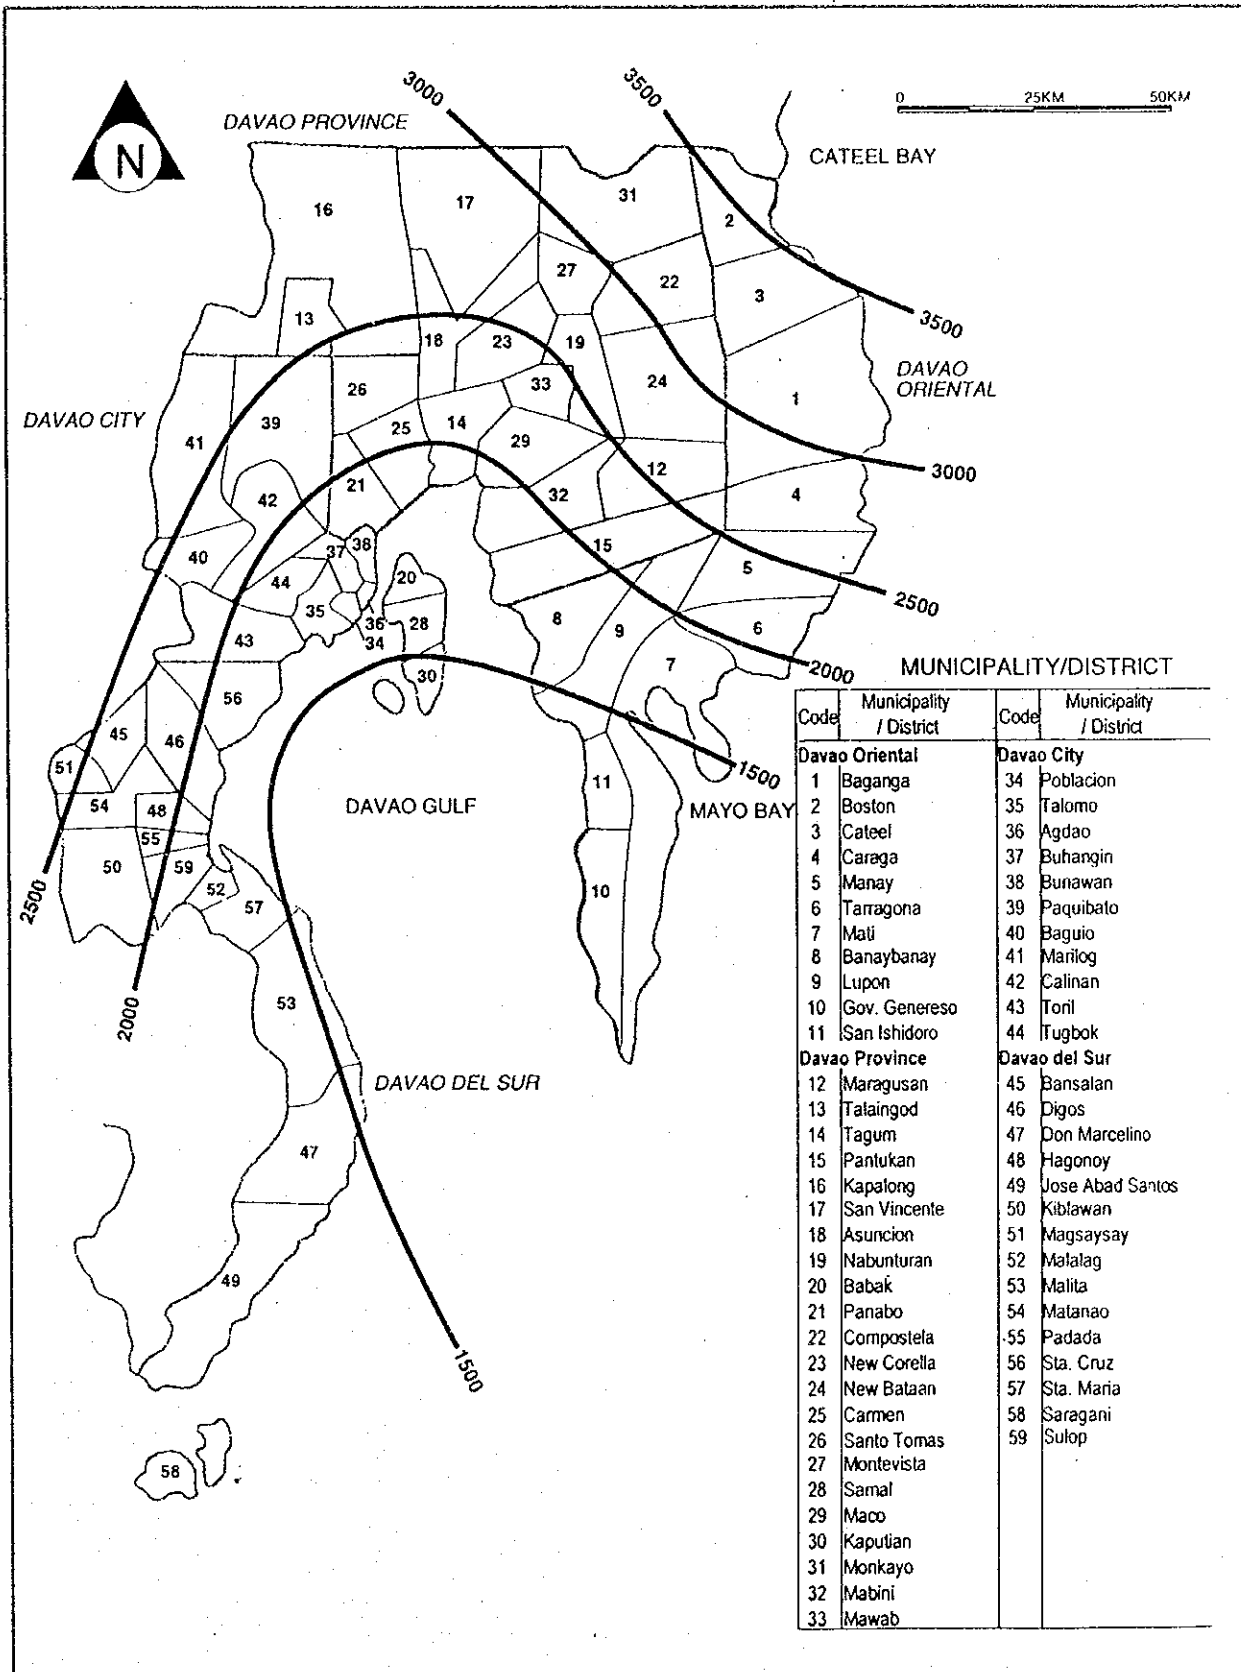 3000
3500
0 25KM 50KM
DAVAO PROVINCE
CATEEL BAY
N
31
16
17
2
27
22
3
13
3500
18
23
19
DAVAO
ORIENTAL
33
24
26
1
DAVAO CITY
41
39
25
14
29
3000
12
21
32
4
42
37
38
15
40
5
44
20
2500
35
36
8
28
9
6
43
34
7
2000
30
56
MUNICIPALITY/DISTRICT
45
46
51
1500
11
54
48
DAVAO GULF
MAYO BAY
55
50
59
2500
52
10
57
2000
53
DAVAO DEL SUR
47
49
1500
58
Code Municipality / District Code Municipality / District
Davao Oriental Davao City
1 Baganga 34 Poblacion
2 Boston 35 Talomo
3 Cateel 36 Agdao
4 Caraga 37 Buhangin
5 Manay 38 Bunawan
6 Tarragona 39 Paquibato
7 Mati 40 Baguio
8 Banaybanay 41 Marilog
9 Lupon 42 Calinan
10 Gov. Genereso 43 Toril
11 San Ishidoro 44 Tugbok
Davao Province Davao del Sur
12 Maragusan 45 Bansalan
13 Talaingod 46 Digos
14 Tagum 47 Don Marcelino
15 Pantukan 48 Hagonoy
16 Kapalong 49 Jose Abad Santos
17 San Vincente 50 Kiblawan
18 Asuncion 51 Magsaysay
19 Nabunturan 52 Malalag
20 Babak 53 Malita
21 Panabo 54 Matanao
22 Compostela 55 Padada
23 New Corella 56 Sta. Cruz
24 New Bataan 57 Sta. Maria
25 Carmen 58 Saragani
26 Santo Tomas 59 Sulop
27 Montevista
28 Samal
29 Maco
30 Kaputian
31 Monkayo
32 Mabini
33 Mawab